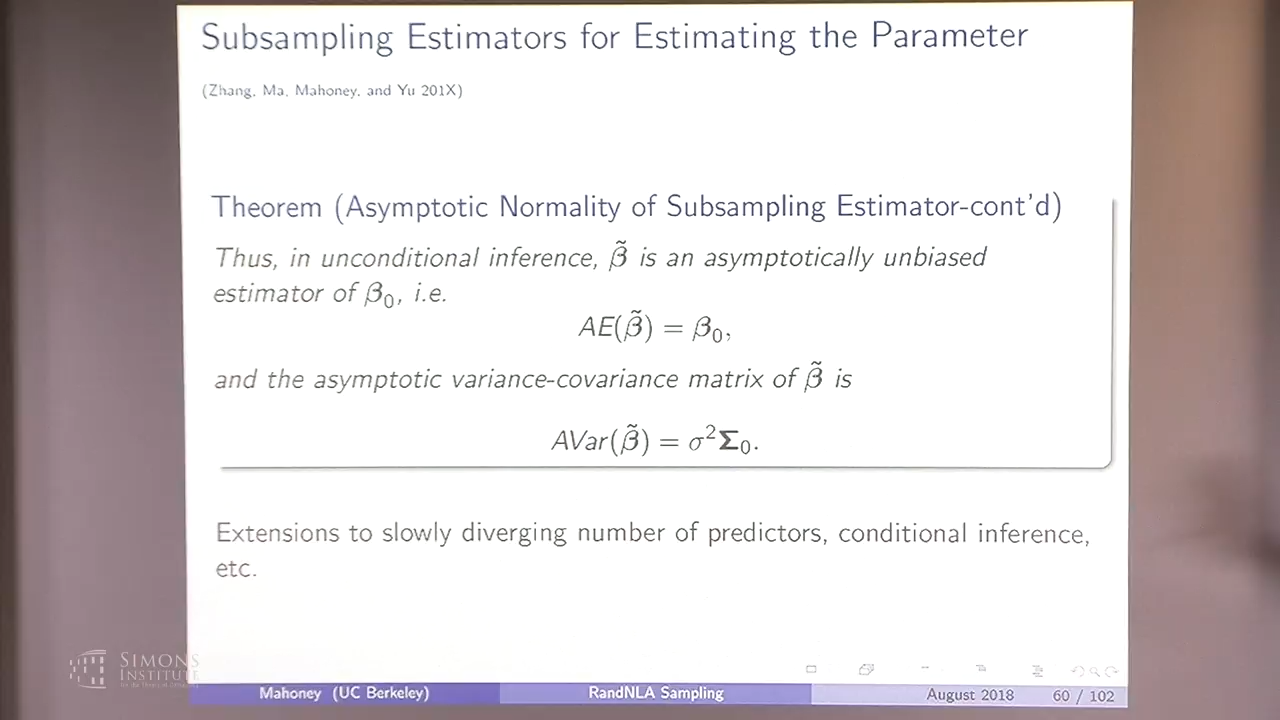 Subsampling Estimators for Estimating the Parameter
(Zhang, Ma, Mahoney, and Yu 201X)
Theorem (Asymptotic Normality of Subsampling Estimator-cont'd)
Thus, in unconditional inference, β̃ is an asymptotically unbiased
estimator of β₀, i.e.
AE(β̃) = β₀,
and the asymptotic variance-covariance matrix of β̃ is
AVar(β̃) = σ²Σ₀.
Extensions to slowly diverging number of predictors, conditional inference,
etc.
SIMONS
INSTITUTE
Mahoney (UC Berkeley) RandNLA Sampling August 2018 60 / 102